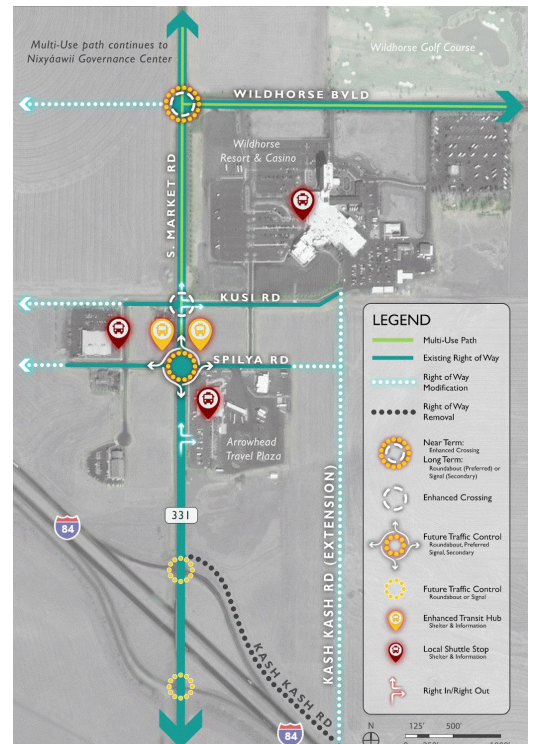 Multi-Use path continues to
Nixyáawii Governance Center
Wildhorse Golf Course
WILDHORSE BVLD
Wildhorse
Resort & Casino
S. MARKET RD
KUSI RD
SPILYA RD
Arrowhead
Travel Plaza
331
84
KASH KASH RD (EXTENSION)
KASH KASH RD
84
LEGEND
Multi-Use Path
Existing Right of Way
Right of Way
Modification
Right of Way
Removal
Near Term:
Enhanced Crossing
Long Term:
Roundabout (Preferred) or
Signal (Secondary)
Enhanced Crossing
Future Traffic Control
Roundabout, Preferred
Signal, Secondary
Future Traffic Control
Roundabout or Signal
Enhanced Transit Hub
Shelter & Information
Local Shuttle Stop
Shelter & Information
Right In/Right Out
N
125' 500'
0 250' 1000'